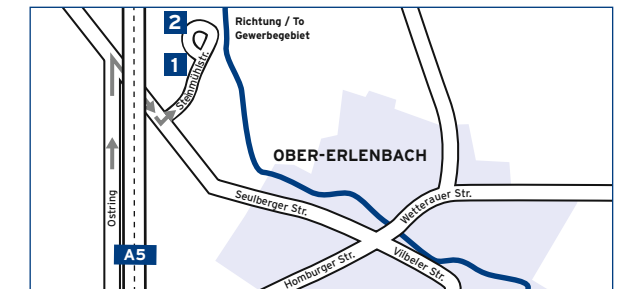 2
Richtung / To
Gewerbegebiet
1
Steinmühlstr.
OBER-ERLENBACH
Ostring
Seulberger Str.
Wetterauer Str.
A5
Homburger Str.
Vilbeler Str.